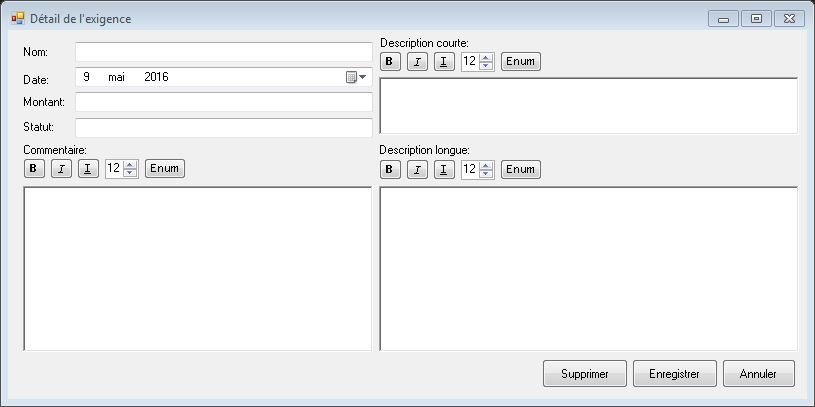 Détail de l'exigence
Nom:
Date: 9 mai 2016
Montant:
Statut:
Commentaire:
B I I 12 Enum
Description courte:
B I I 12 Enum
Description longue:
B I I 12 Enum
Supprimer Enregistrer Annuler